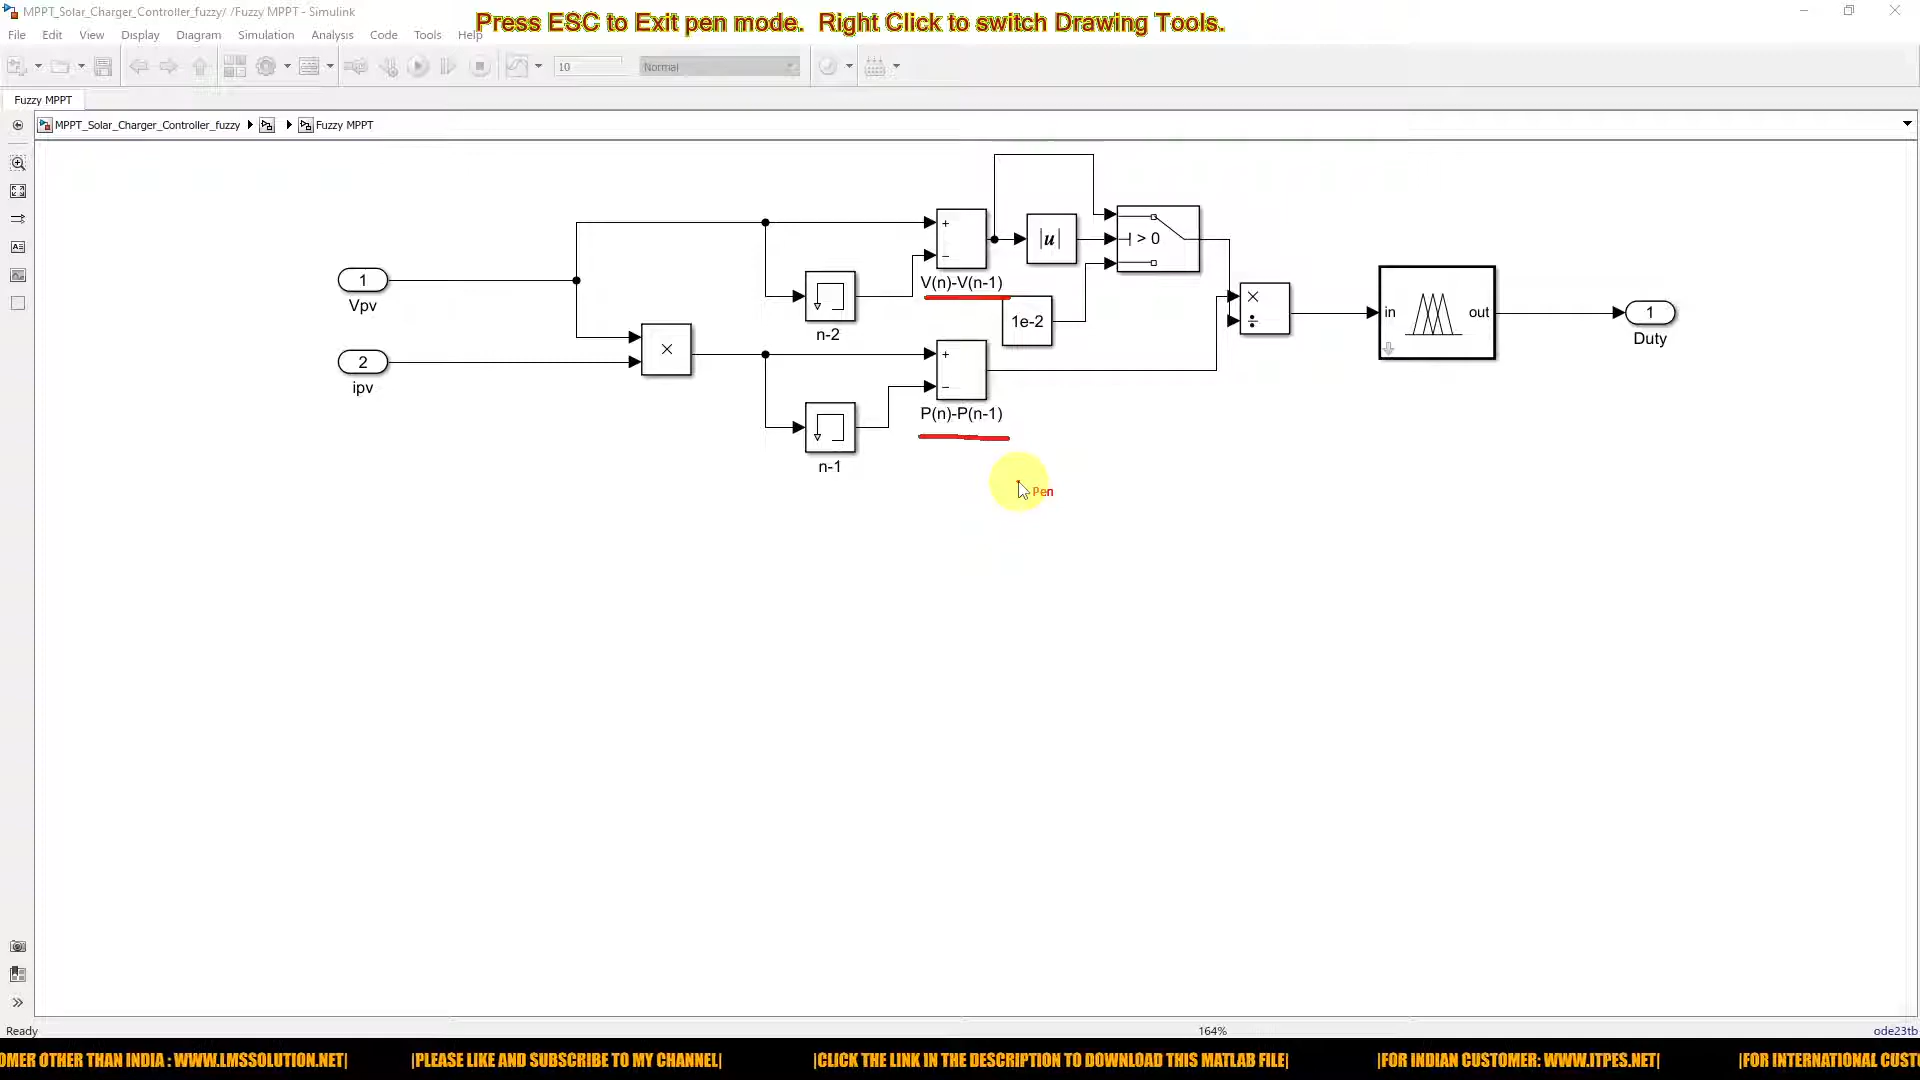 MPPT_Solar_Charger_Controller_fuzzy/ /Fuzzy MPPT - Simulink
Press ESC to Exit pen mode. Right Click to switch Drawing Tools.
File Edit View Display Diagram Simulation Analysis Code Tools Help
10 Normal
Fuzzy MPPT
MPPT_Solar_Charger_Controller_fuzzy Fuzzy MPPT
1
Vpv
2
ipv
×
n-2
n-1
+
−
V(n)-V(n-1)
|u|
> 0
1e-2
+
−
P(n)-P(n-1)
×
÷
in out
1
Duty
Pen
Ready 164% ode23tb
OMER OTHER THAN INDIA : WWW.LMSSOLUTION.NET| |PLEASE LIKE AND SUBSCRIBE TO MY CHANNEL| |CLICK THE LINK IN THE DESCRIPTION TO DOWNLOAD THIS MATLAB FILE| |FOR INDIAN CUSTOMER: WWW.ITPES.NET| |FOR INTERNATIONAL CUST